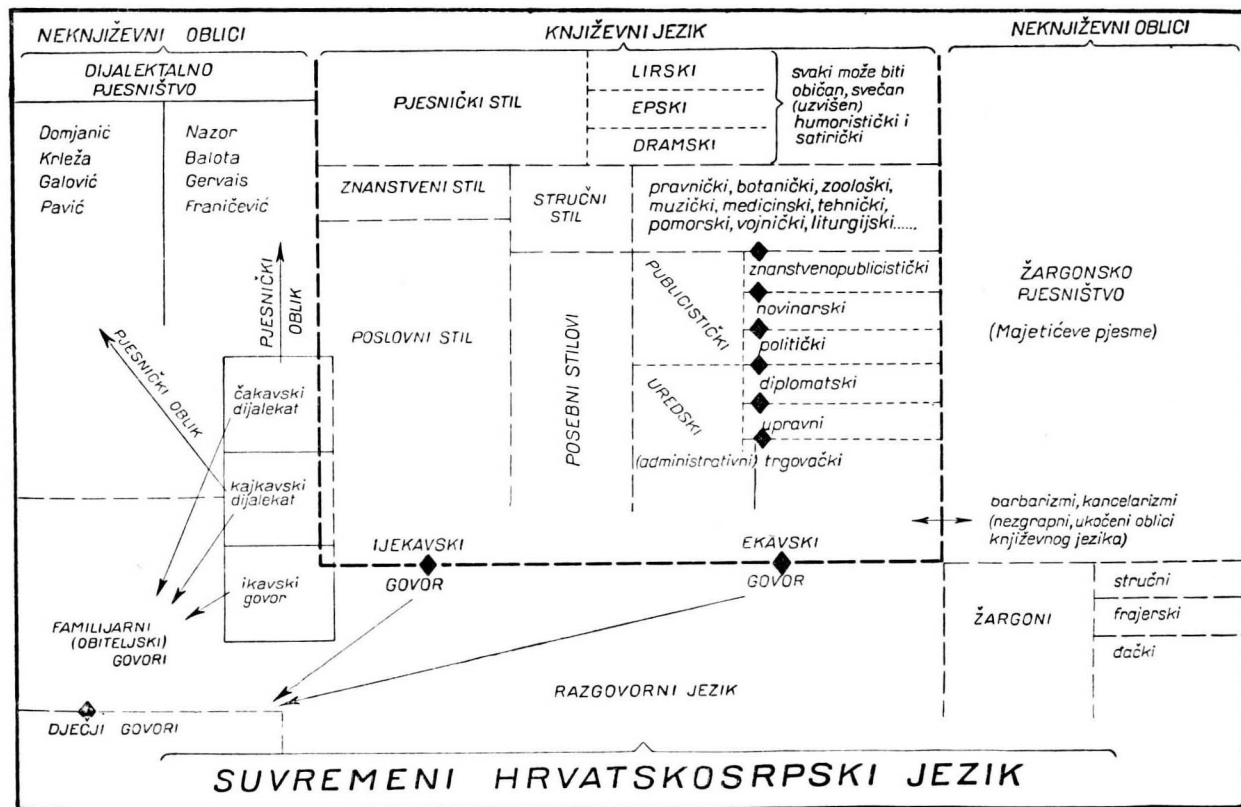 NEKNJIŽEVNI OBLICI
KNJIŽEVNI JEZIK
NEKNJIŽEVNI OBLICI
DIJALEKTALNO
PJESNIŠTVO
Domjanić
Krleža
Galović
Pavić
Nazor
Balota
Gervais
Franičević
PJESNIČKI STIL
LIRSKI
EPSKI
DRAMSKI
svaki može biti
običan, svečan
(uzvišen)
humoristički i
satirički
ZNANSTVENI STIL
STRUČNI
STIL
pravnički, botanički, zoološki,
muzički, medicinski, tehnički,
pomorski, vojnički, liturgijski.....
POSLOVNI STIL
POSEBNI STILOVI
PUBLICISTIČKI
znanstvenopublicistički
novinarski
politički
UREDSKI
diplomatski
upravni
(administrativni) trgovački
ŽARGONSKO
PJESNIŠTVO
(Majetićeve pjesme)
PJESNIČKI
OBLIK
PJESNIČKI OBLIK
čakavski
dijalekat
kajkavski
dijalekat
ikavski
govor
IJEKAVSKI
GOVOR
EKAVSKI
GOVOR
barbarizmi, kancelarizmi
(nezgrapni, ukočeni oblici
književnog jezika)
FAMILIJARNI
(OBITELJSKI)
GOVORI
ŽARGONI
stručni
frajerski
đački
RAZGOVORNI JEZIK
DJEČJI GOVORI
SUVREMENI HRVATSKOSRPSKI JEZIK